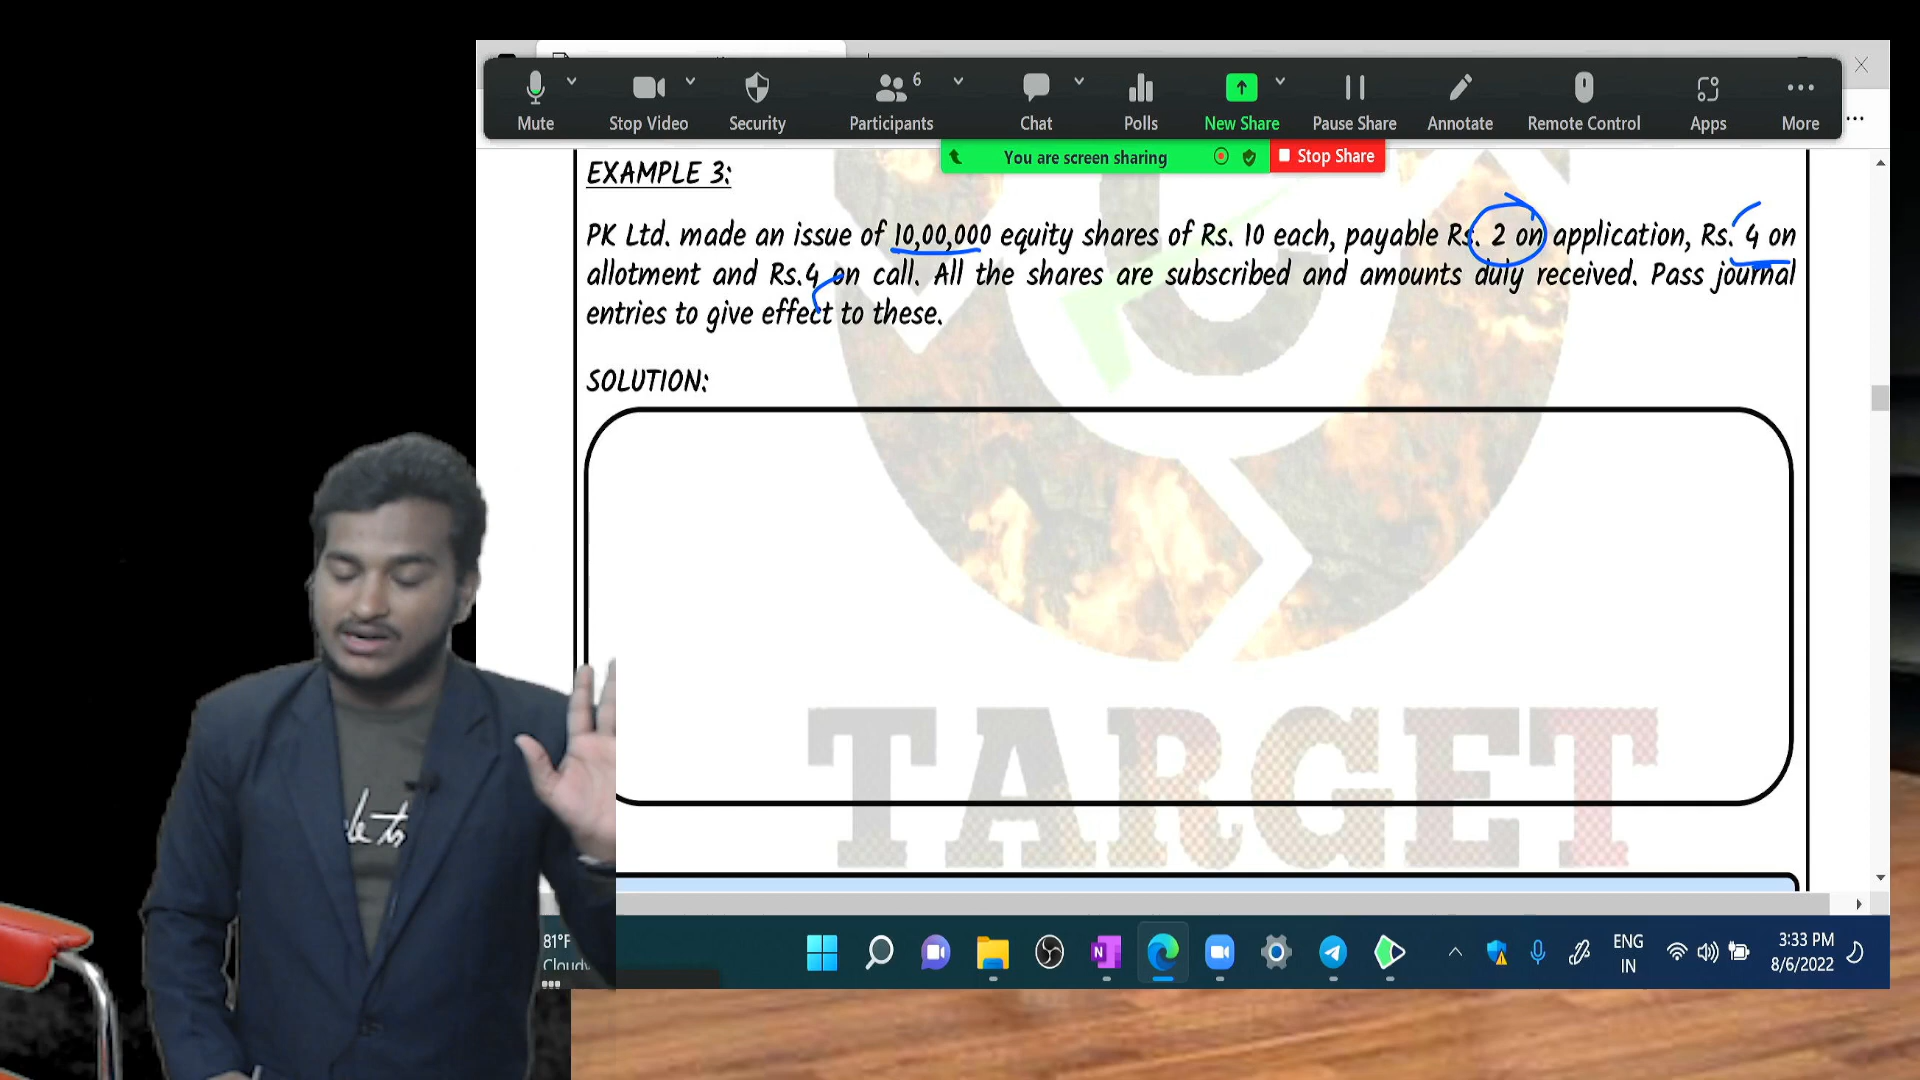 6
Mute
Stop Video
Security
Participants
Chat
Polls
New Share
Pause Share
Annotate
Remote Control
Apps
More
You are screen sharing
Stop Share
EXAMPLE 3:
PK Ltd. made an issue of 10,00,000 equity shares of Rs. 10 each, payable Rs. 2 on application, Rs. 4 on
allotment and Rs.4 on call. All the shares are subscribed and amounts duly received. Pass journal
entries to give effect to these.
SOLUTION:
TARGET
81°F
Cloudy
ENG
IN
3:33 PM
8/6/2022